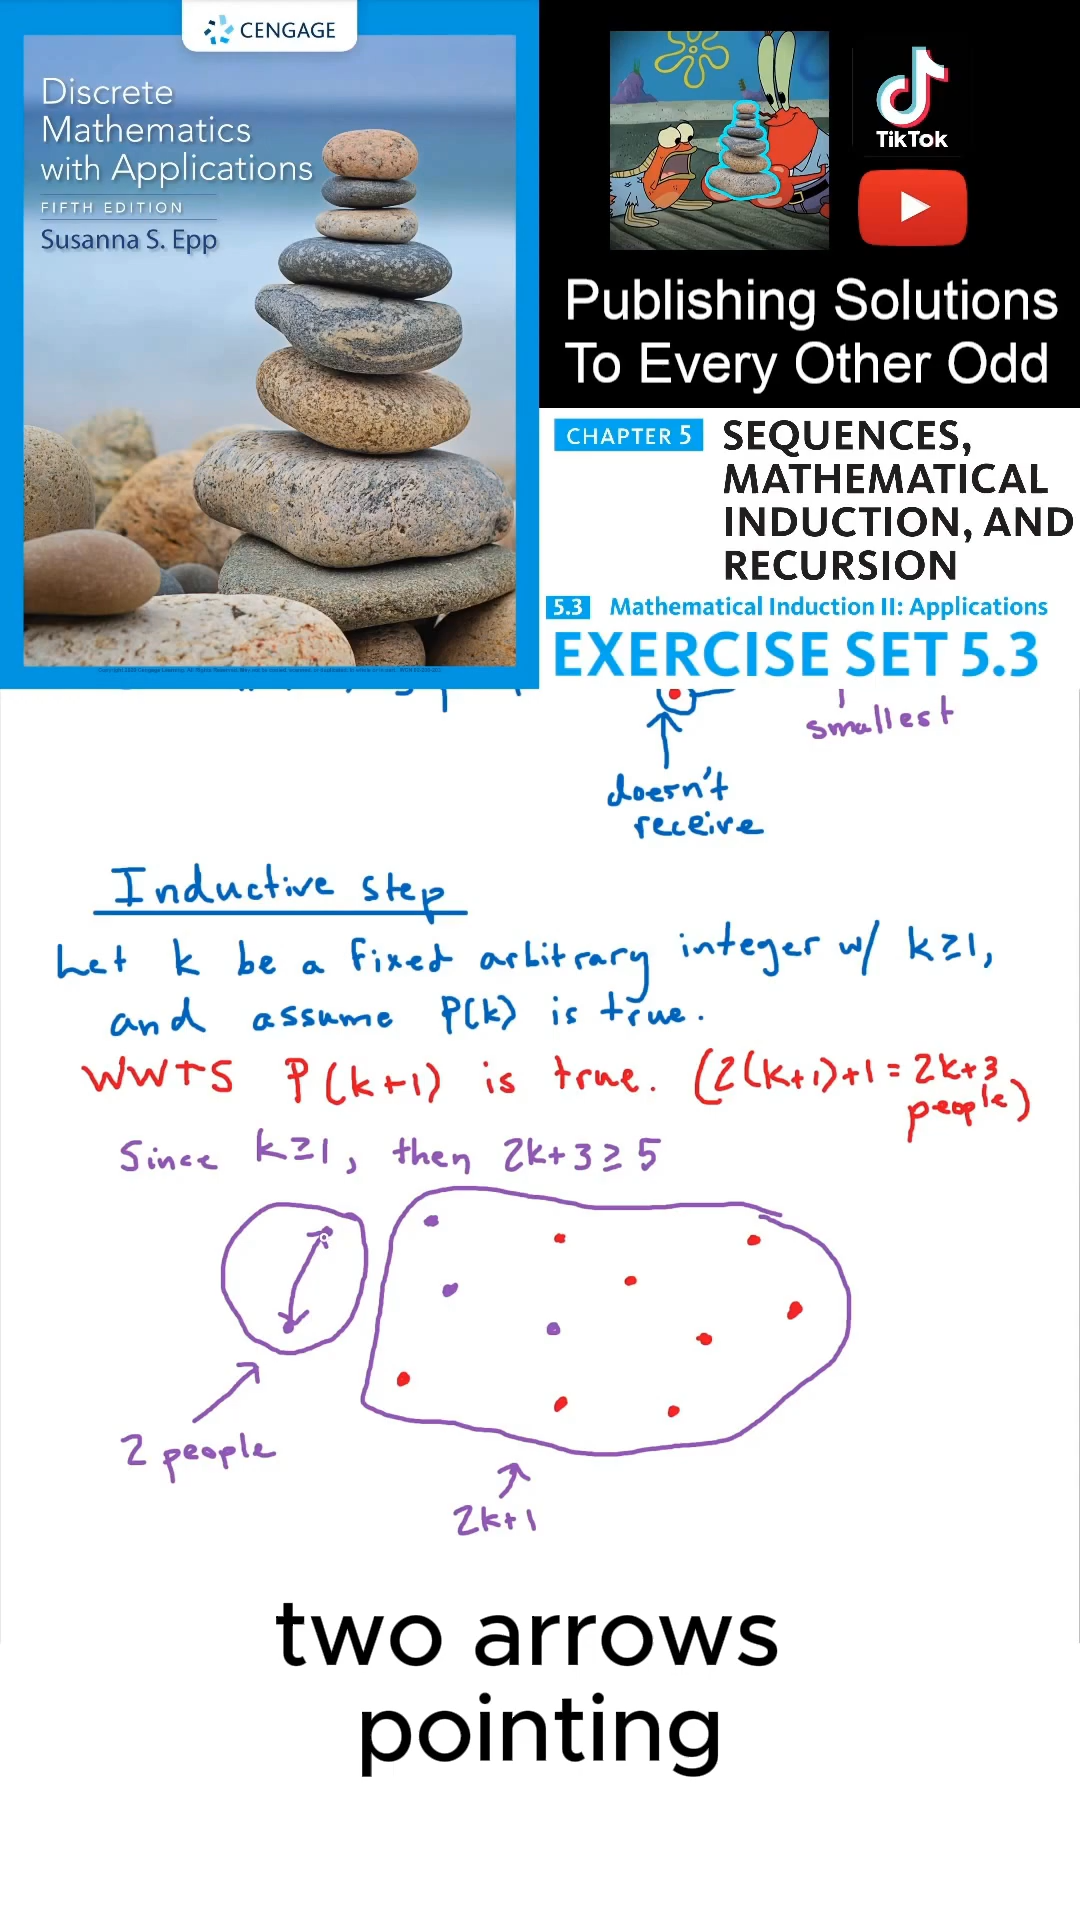 CENGAGE
Discrete
Mathematics
with Applications
FIFTH EDITION
Susanna S. Epp
TikTok
Publishing Solutions
To Every Other Odd
CHAPTER 5
SEQUENCES,
MATHEMATICAL
INDUCTION, AND
RECURSION
5.3 Mathematical Induction II: Applications
EXERCISE SET 5.3
smallest
doesn't
receive
Inductive step
Let k be a fixed arbitrary integer w/ k≥1,
and assume P(k) is true.
WWTS P(k+1) is true. (2(k+1)+1 = 2k+3
people)
Since k≥1, then 2k+3 ≥ 5
2 people
2k+1
two arrows
pointing